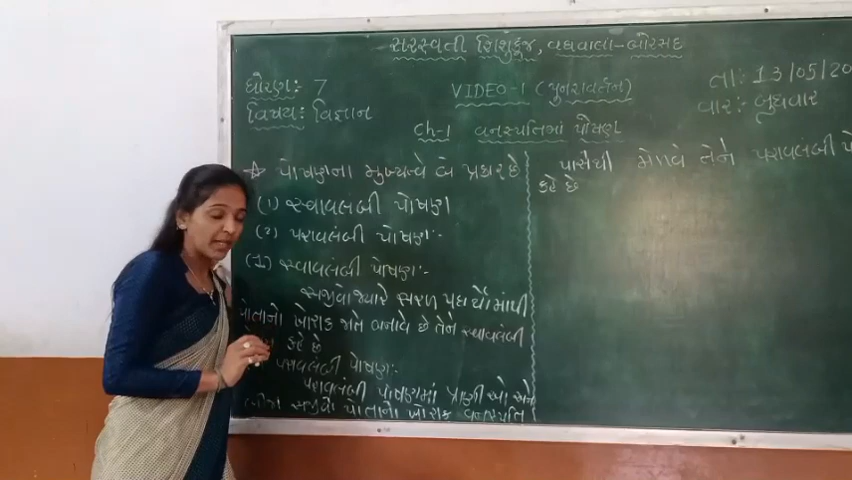 સરસ્વતી શિશુકુંજ, વઘવાલા-બોરસદ
ધોરણ:- 7
વિષય: વિજ્ઞાન
VIDEO-1 (પુનરાવર્તન)
તા:- 13/05/20
વાર:- બુધવાર
Ch-1 વનસ્પતિમાં પોષણ
* પોષણના મુખ્યત્વે બે પ્રકાર છે
(1) સ્વાવલંબી પોષણ
(2) પરાવલંબી પોષણ:-
(1) સ્વાવલંબી પોષણ:-
સજીવો જ્યારે સરળ પદાર્થોમાંથી
પોતાનો ખોરાક જાતે બનાવે છે તેને સ્વાવલંબી
કહે છે
પરાવલંબી પોષણ:-
પરાવલંબી પોષણમાં પ્રાણીઓ અને
બીજા સજીવો પોતાનો ખોરાક વનસ્પતિ
પાસેથી મેળવે તેને પરાવલંબી
કહે છે